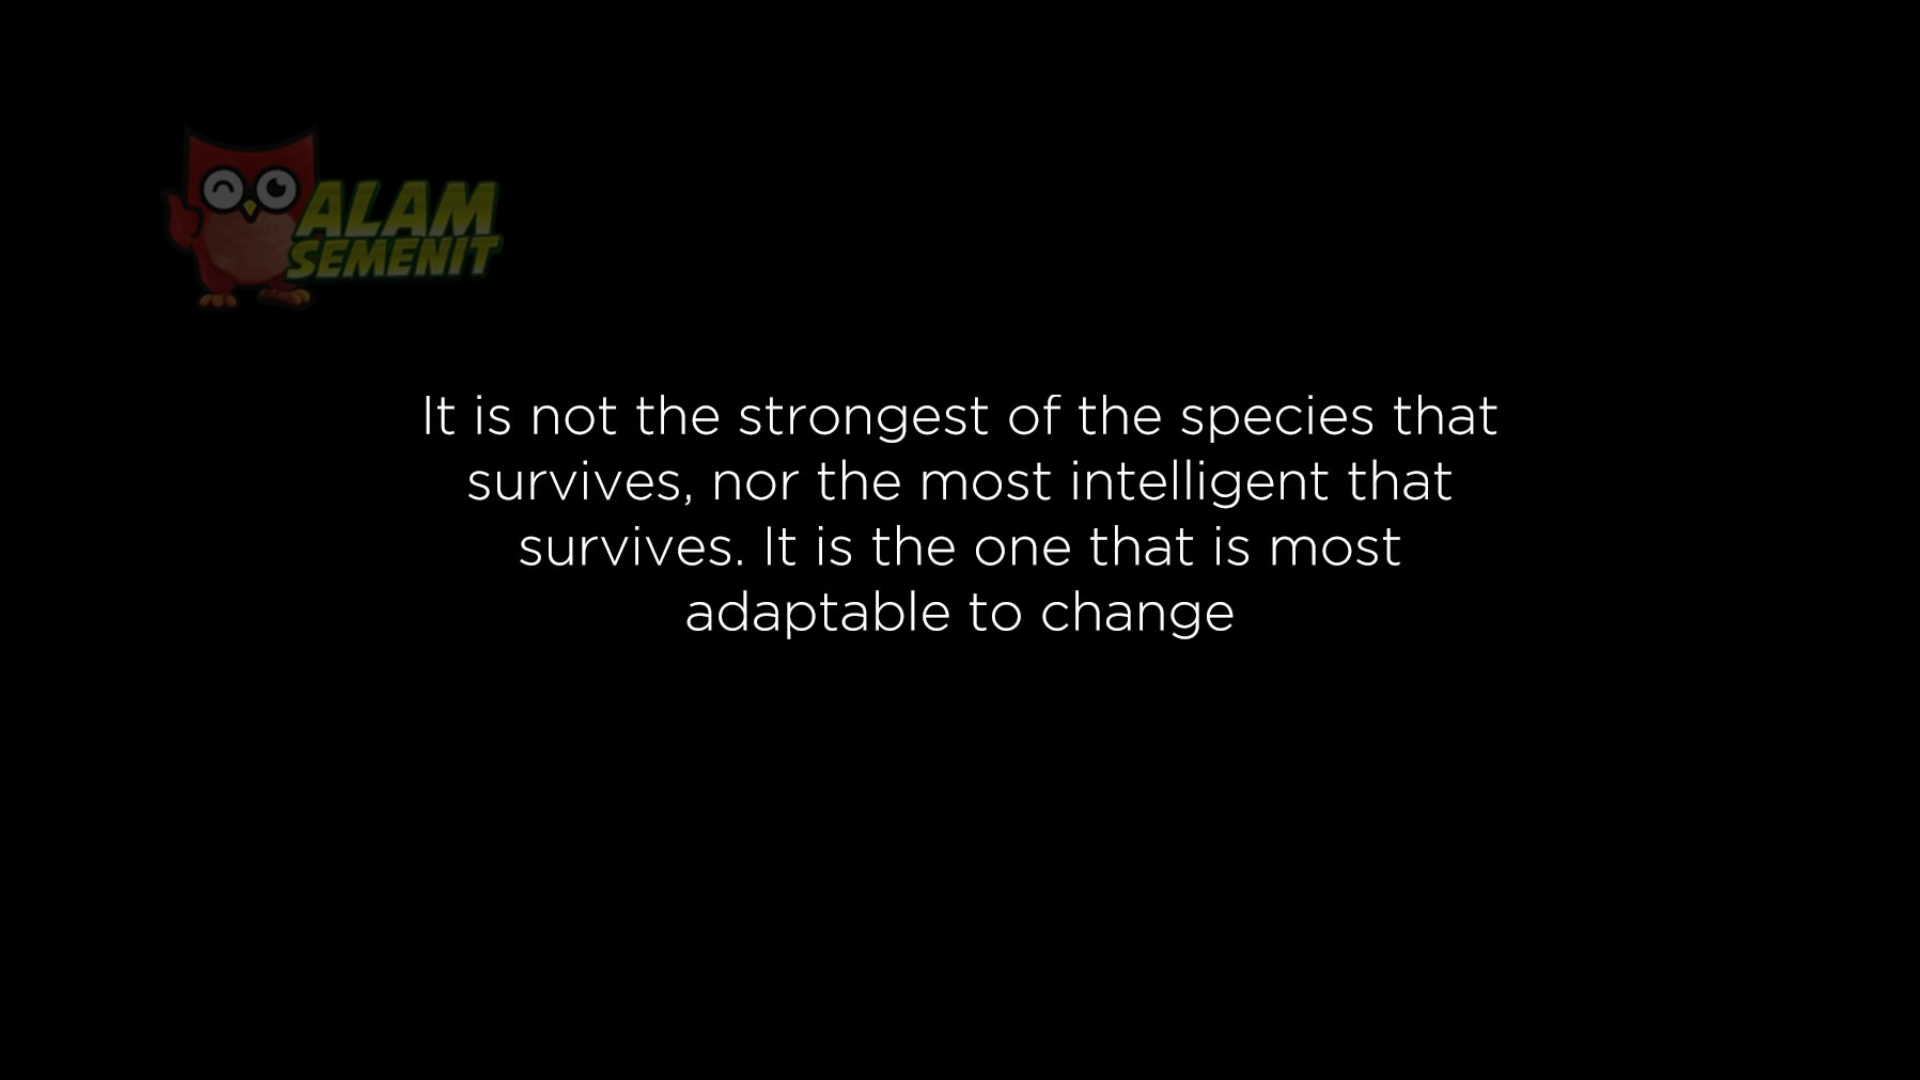 ALAM
SEMENIT
It is not the strongest of the species that
survives, nor the most intelligent that
survives. It is the one that is most
adaptable to change